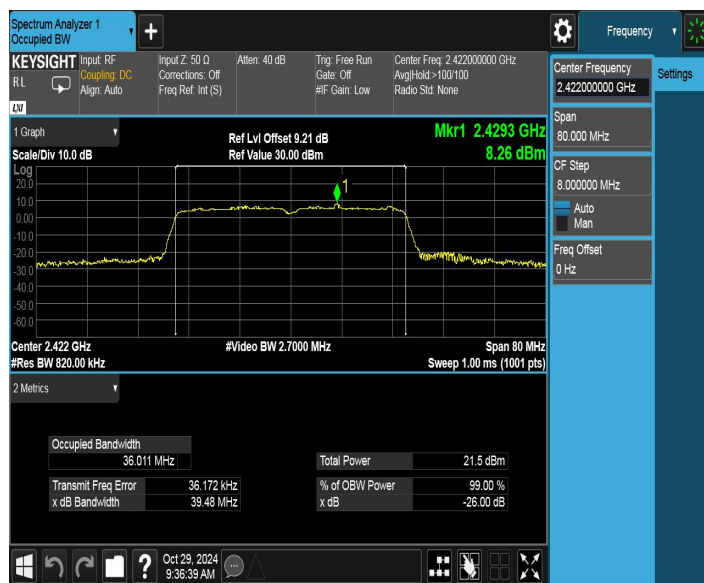 Spectrum Analyzer 1
Occupied BW
+
Frequency
KEYSIGHT
RL
LXI
Input: RF
Coupling: DC
Align: Auto
Input Z: 50 Ω
Corrections: Off
Freq Ref: Int (S)
Atten: 40 dB
Trig: Free Run
Gate: Off
#IF Gain: Low
Center Freq: 2.422000000 GHz
Avg|Hold:>100/100
Radio Std: None
Center Frequency
2.422000000 GHz
Settings
Span
80.000 MHz
CF Step
8.000000 MHz
Auto
Man
Freq Offset
0 Hz
1 Graph
Scale/Div 10.0 dB
Ref Lvl Offset 9.21 dB
Ref Value 30.00 dBm
Mkr1 2.4293 GHz
8.26 dBm
Log
20.0
10.0
0.00
-10.0
-20.0
-30.0
-40.0
-50.0
-60.0
1
Center 2.422 GHz
#Res BW 820.00 kHz
#Video BW 2.7000 MHz
Span 80 MHz
Sweep 1.00 ms (1001 pts)
2 Metrics
Occupied Bandwidth
36.011 MHz
Total Power 21.5 dBm
Transmit Freq Error 36.172 kHz
% of OBW Power 99.00 %
x dB Bandwidth 39.48 MHz
x dB -26.00 dB
?
Oct 29, 2024
9:36:39 AM